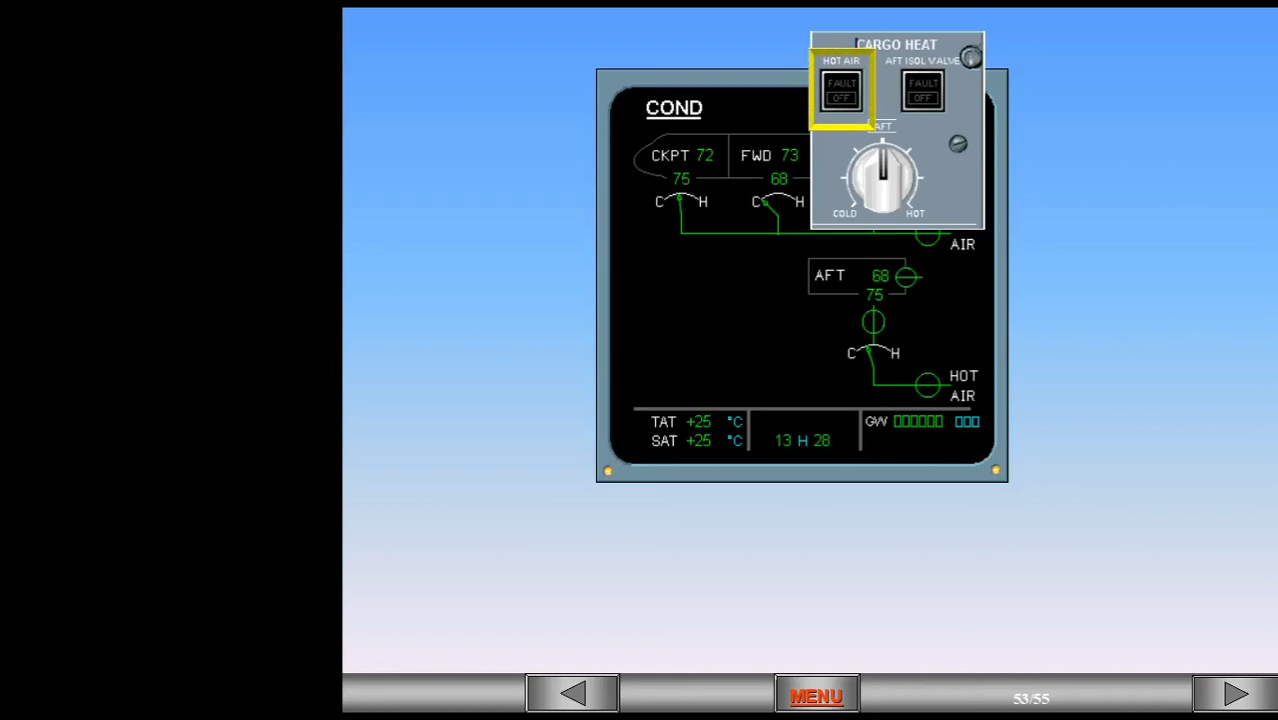 CARGO HEAT
HOT AIR AFT ISOL VALVE
FAULT FAULT
OFF OFF
AFT
COLD HOT
COND
CKPT 72 FWD 73
75 68
C H C H
AIR
AFT 68
75
C H
HOT
AIR
TAT +25 °C GW
SAT +25 °C 13 H 28
MENU
53/55